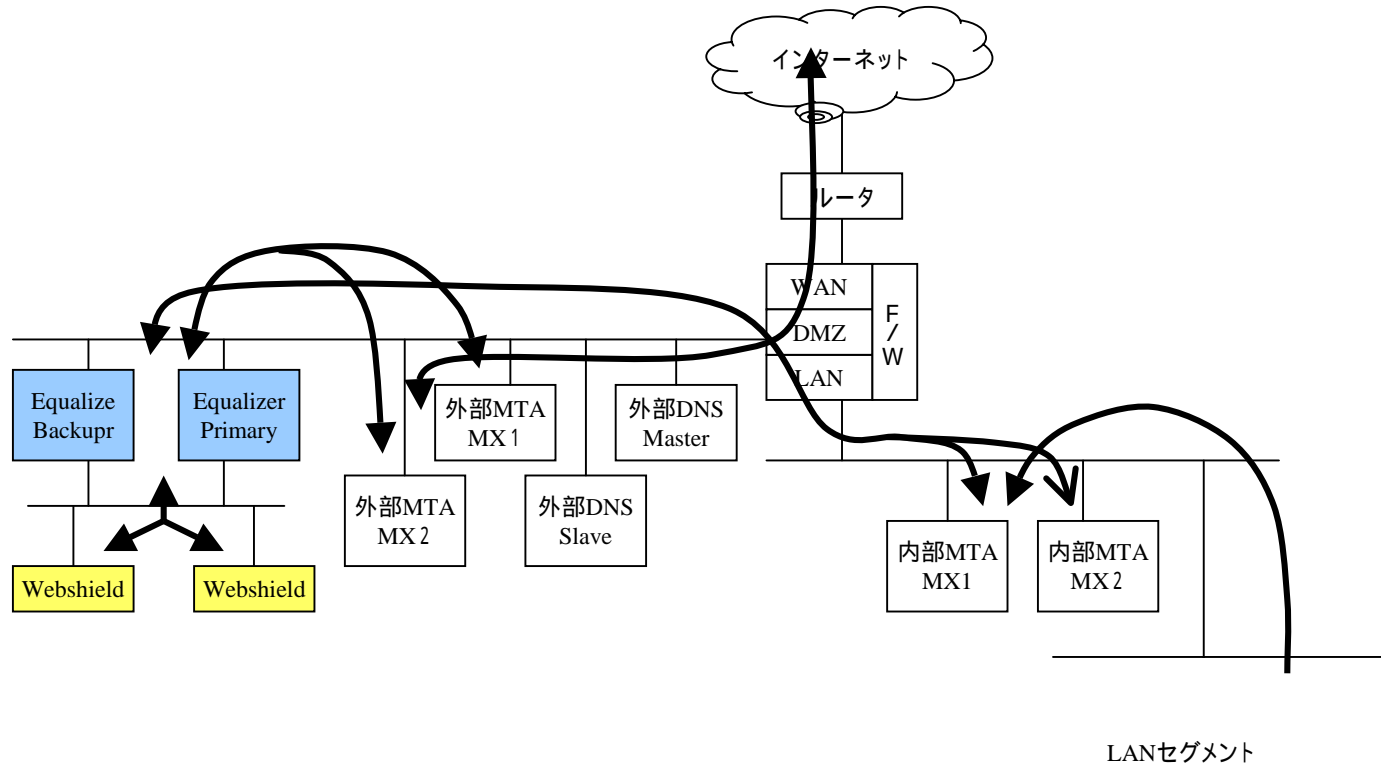 インターネット
ルータ
WAN
DMZ
LAN
F/W
Equalize
Backupr
Equalizer
Primary
外部MTA
MX1
外部DNS
Master
外部MTA
MX2
外部DNS
Slave
内部MTA
MX1
内部MTA
MX2
Webshield
Webshield
LANセグメント